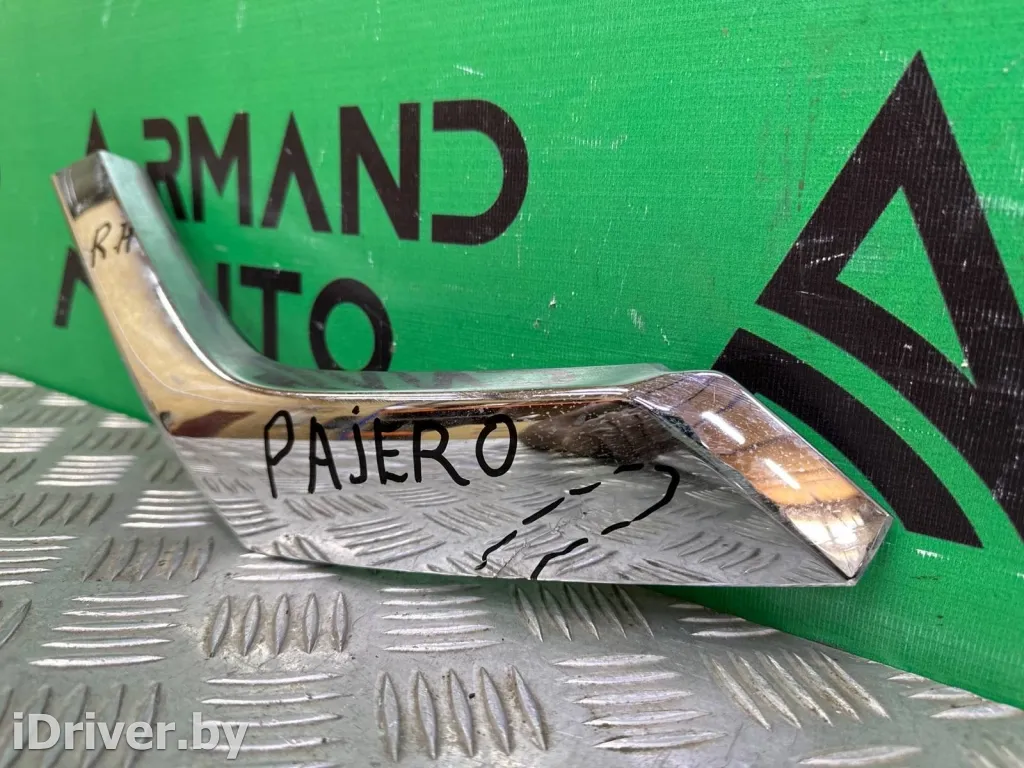 ARMAND
AUTO
RH
PAJERO
iDriver.by